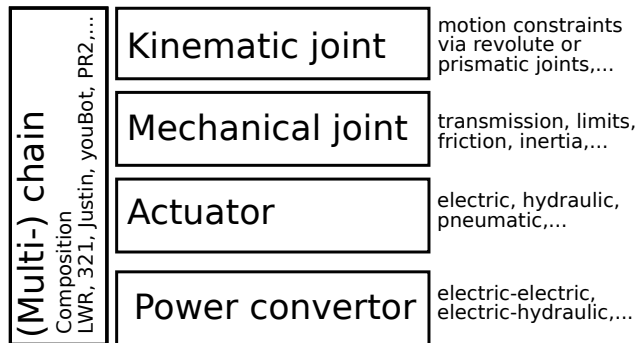 (Multi-) chain
Composition
LWR, 321, Justin, youBot, PR2,...
Kinematic joint
motion constraints
via revolute or
prismatic joints,...
Mechanical joint
transmission, limits,
friction, inertia,...
Actuator
electric, hydraulic,
pneumatic,...
Power convertor
electric-electric,
electric-hydraulic,...